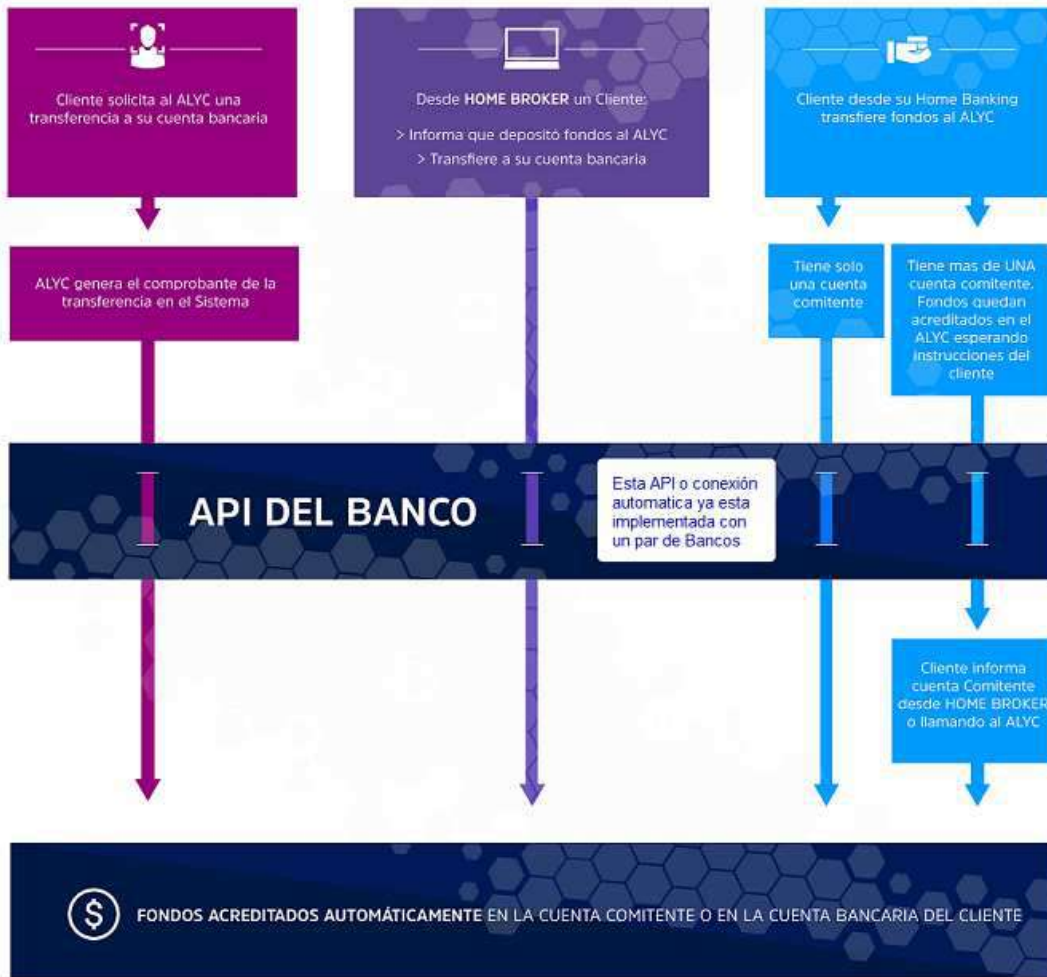 Cliente solicita al ALYC una
transferencia a su cuenta bancaria
Desde HOME BROKER un Cliente:
> Informa que depositó fondos al ALYC
> Transfiere a su cuenta bancaria
Cliente desde su Home Banking
transfiere fondos al ALYC
ALYC genera el comprobante de la
transferencia en el Sistema
Tiene solo
una cuenta
comitente
Tiene mas de UNA
cuenta comitente.
Fondos quedan
acreditados en el
ALYC esperando
instrucciones del
cliente
API DEL BANCO
Esta API o conexión
automatica ya esta
implementada con
un par de Bancos
Cliente informa
cuenta Comitente
desde HOME BROKER
o llamando al ALYC
$
FONDOS ACREDITADOS AUTOMÁTICAMENTE EN LA CUENTA COMITENTE O EN LA CUENTA BANCARIA DEL CLIENTE